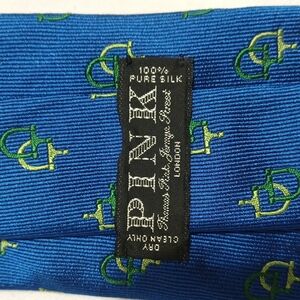 100%
PURE SILK
PINK
Thomas Pink, Jermyn Street
LONDON
DRY
CLEAN ONLY